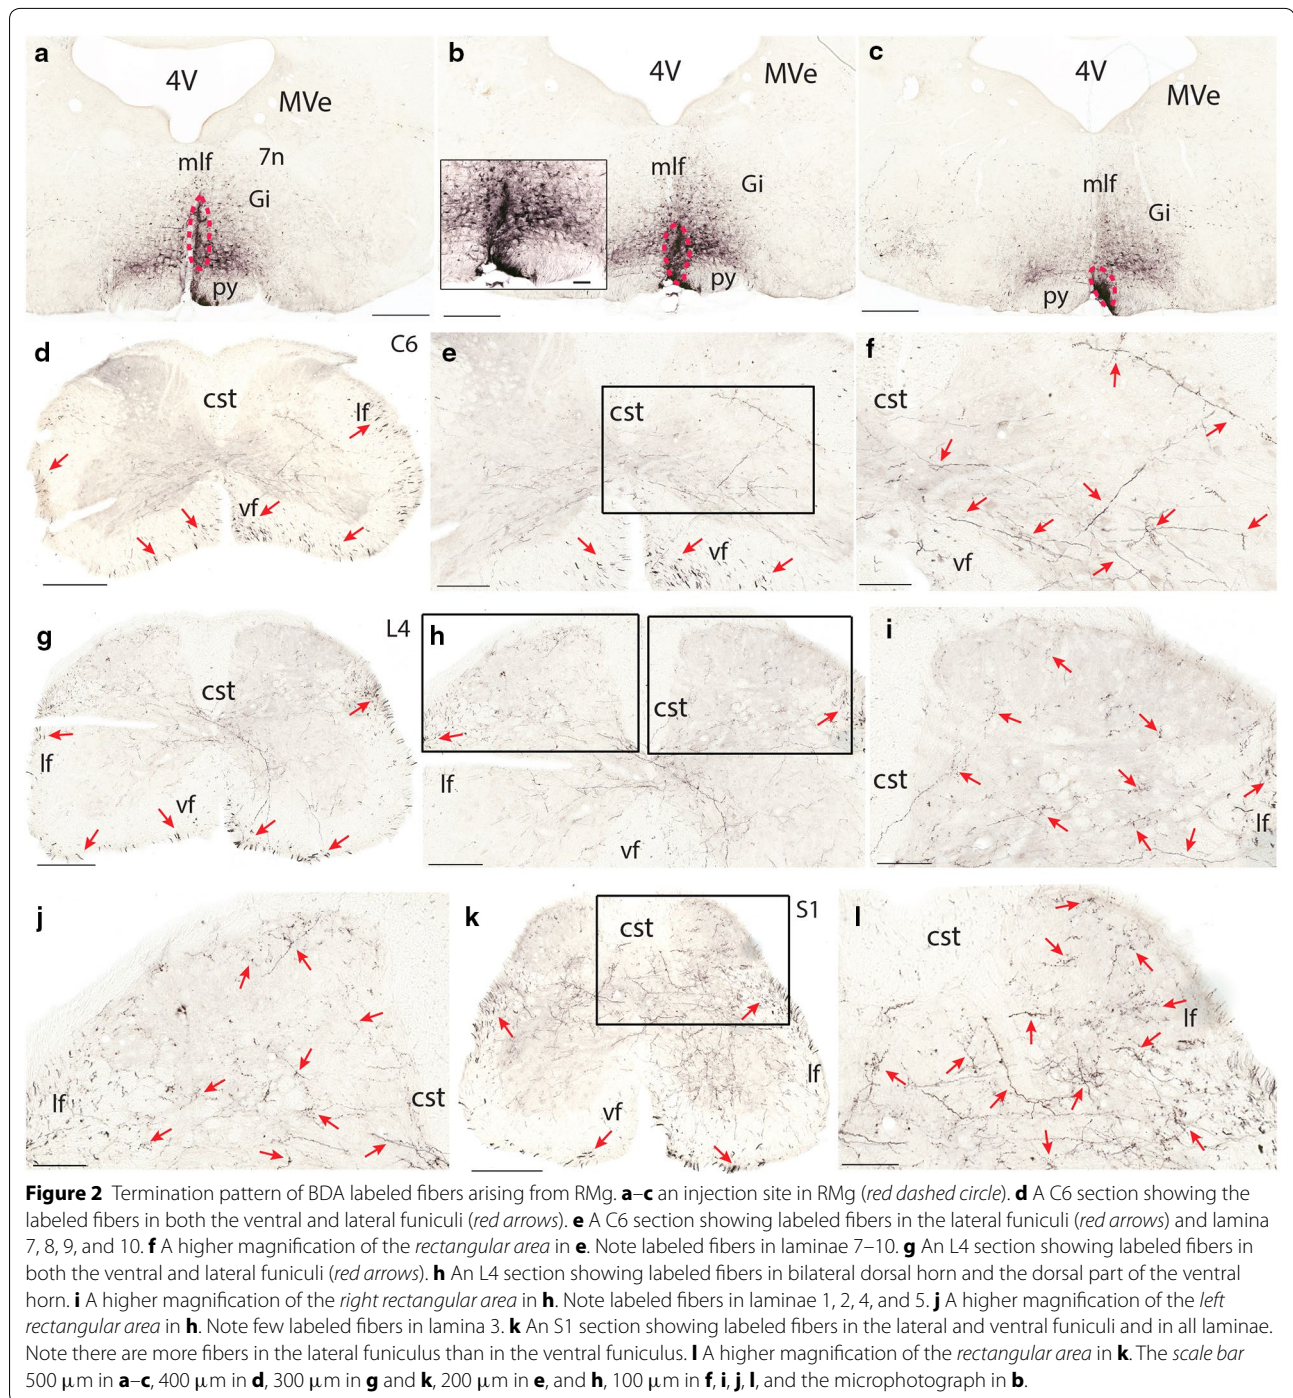 a
4V
MVe
mlf
7n
Gi
py
b
4V
MVe
mlf
Gi
py
c
4V
MVe
mlf
Gi
py
d
C6
cst
lf
vf
e
cst
vf
f
cst
vf
g
L4
cst
lf
vf
h
cst
lf
vf
i
cst
lf
j
lf
cst
k
S1
cst
lf
vf
l
cst
lf
Figure 2 Termination pattern of BDA labeled fibers arising from RMg. a–c an injection site in RMg (red dashed circle). d A C6 section showing the
labeled fibers in both the ventral and lateral funiculi (red arrows). e A C6 section showing labeled fibers in the lateral funiculi (red arrows) and lamina
7, 8, 9, and 10. f A higher magnification of the rectangular area in e. Note labeled fibers in laminae 7–10. g An L4 section showing labeled fibers in
both the ventral and lateral funiculi (red arrows). h An L4 section showing labeled fibers in bilateral dorsal horn and the dorsal part of the ventral
horn. i A higher magnification of the right rectangular area in h. Note labeled fibers in laminae 1, 2, 4, and 5. j A higher magnification of the left
rectangular area in h. Note few labeled fibers in lamina 3. k An S1 section showing labeled fibers in the lateral and ventral funiculi and in all laminae.
Note there are more fibers in the lateral funiculus than in the ventral funiculus. l A higher magnification of the rectangular area in k. The scale bar
500 μm in a–c, 400 μm in d, 300 μm in g and k, 200 μm in e, and h, 100 μm in f, i, j, l, and the microphotograph in b.